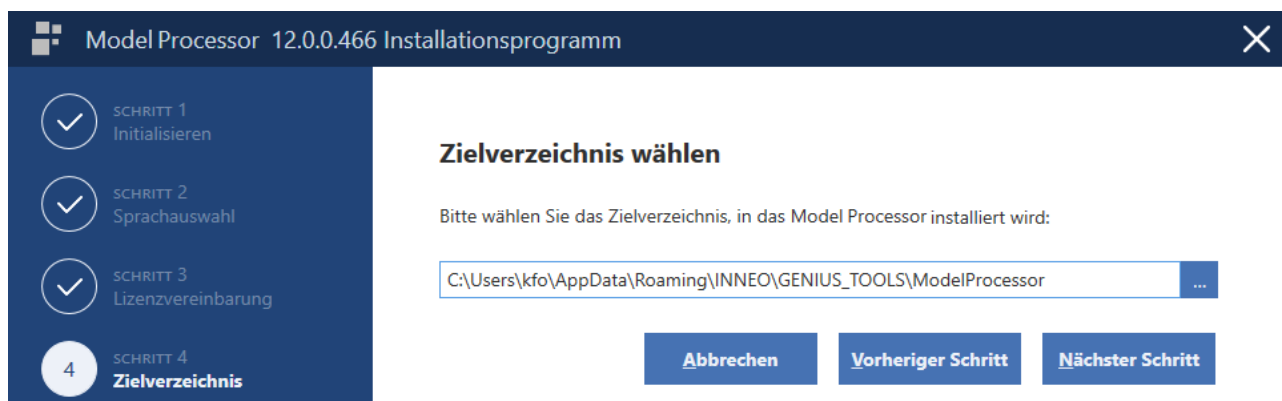 Model Processor 12.0.0.466 Installationsprogramm
SCHRITT 1
Initialisieren
SCHRITT 2
Sprachauswahl
SCHRITT 3
Lizenzvereinbarung
4
SCHRITT 4
Zielverzeichnis
Zielverzeichnis wählen
Bitte wählen Sie das Zielverzeichnis, in das Model Processor installiert wird:
C:\Users\kfo\AppData\Roaming\INNEO\GENIUS_TOOLS\ModelProcessor ...
Abbrechen Vorheriger Schritt Nächster Schritt